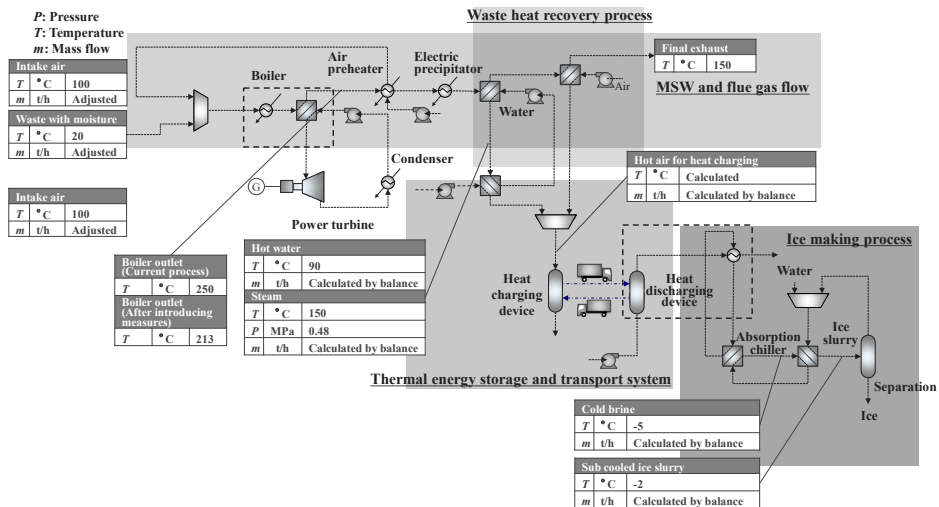 P: Pressure
T: Temperature
m: Mass flow
Waste heat recovery process
Intake air
T °C 100
m t/h Adjusted
Waste with moisture
T °C 20
m t/h Adjusted
Intake air
T °C 100
m t/h Adjusted
Boiler
Air
preheater
Electric
precipitator
Water
Air
Final exhaust
T °C 150
MSW and flue gas flow
G
Condenser
Power turbine
Hot air for heat charging
T °C Calculated
m t/h Calculated by balance
Boiler outlet
(Current process)
T °C 250
Boiler outlet
(After introducing
measures)
T °C 213
Hot water
T °C 90
m t/h Calculated by balance
Steam
T °C 150
P MPa 0.48
m t/h Calculated by balance
Heat
charging
device
Heat
discharging
device
Thermal energy storage and transport system
Ice making process
Water
Absorption
chiller
Ice
slurry
Separation
Ice
Cold brine
T °C -5
m t/h Calculated by balance
Sub cooled ice slurry
T °C -2
m t/h Calculated by balance